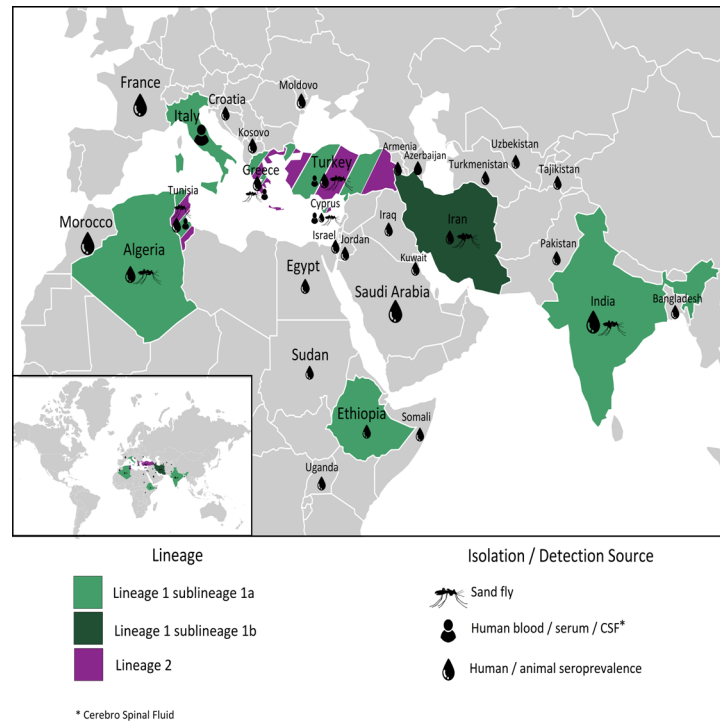 France
Moldovo
Croatia
Italy
Kosovo
Greece
Turkey
Armenia
Azerbaijan
Uzbekistan
Turkmenistan
Tajikistan
Tunisia
Cyprus
Morocco
Algeria
Israel
Jordan
Iraq
Iran
Pakistan
Egypt
Kuwait
Saudi Arabia
India
Bangladesh
Sudan
Ethiopia
Somali
Uganda
Lineage
Lineage 1 sublineage 1a
Lineage 1 sublineage 1b
Lineage 2
Isolation / Detection Source
Sand fly
Human blood / serum / CSF*
Human / animal seroprevalence
* Cerebro Spinal Fluid